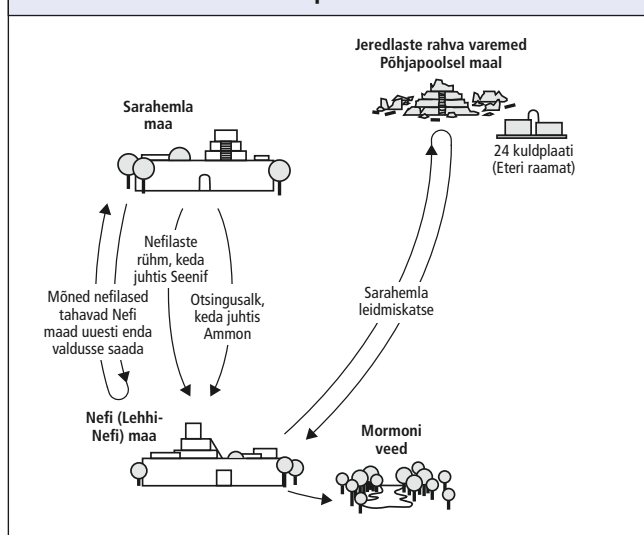 Jeredlaste rahva varemed
Põhjapoolsel maal
Sarahemla
maa
24 kuldplaati
(Eteri raamat)
Nefilaste
rühm, keda
juhtis Seenif
Mõned nefilased
tahavad Nefi
maad uuesti enda
valdusse saada
Otsingusalk,
keda juhtis
Ammon
Sarahemla
leidmiskatse
Nefi (Lehhi-
Nefi) maa
Mormoni
veed